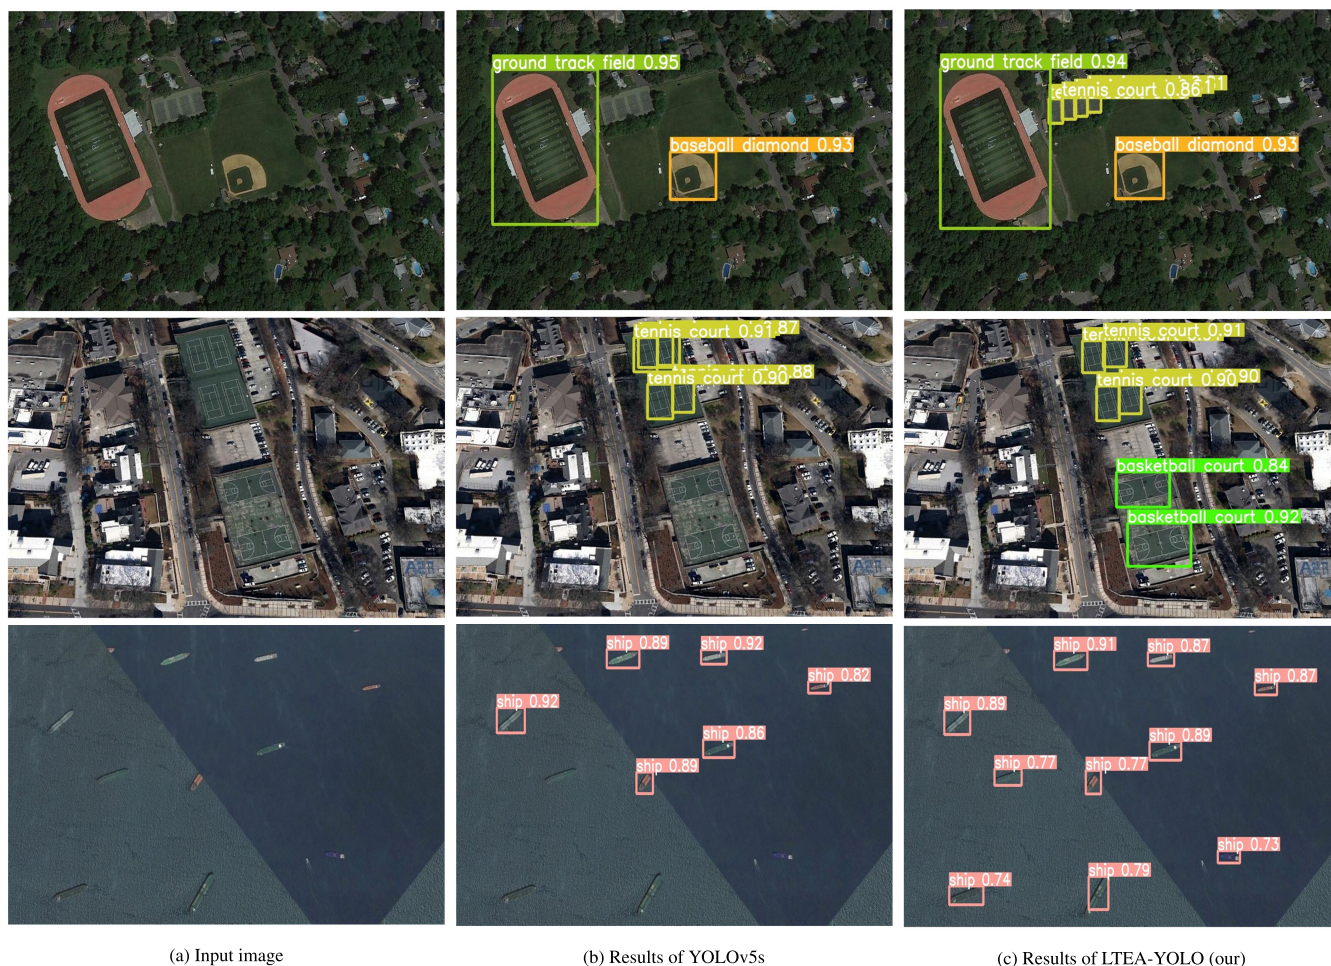 ground track field 0.95
baseball diamond 0.93
ground track field 0.94
tennis court 0.86
baseball diamond 0.93
tennis court 0.91
.87
tennis court 0.90
.88
tennis court 0.91
tennis court 0.90
90
basketball court 0.84
basketball court 0.92
ship 0.89
ship 0.92
ship 0.82
ship 0.92
ship 0.86
ship 0.89
ship 0.91
ship 0.87
ship 0.87
ship 0.89
ship 0.89
ship 0.77
ship 0.77
ship 0.73
ship 0.74
ship 0.79
(a) Input image
(b) Results of YOLOv5s
(c) Results of LTEA-YOLO (our)